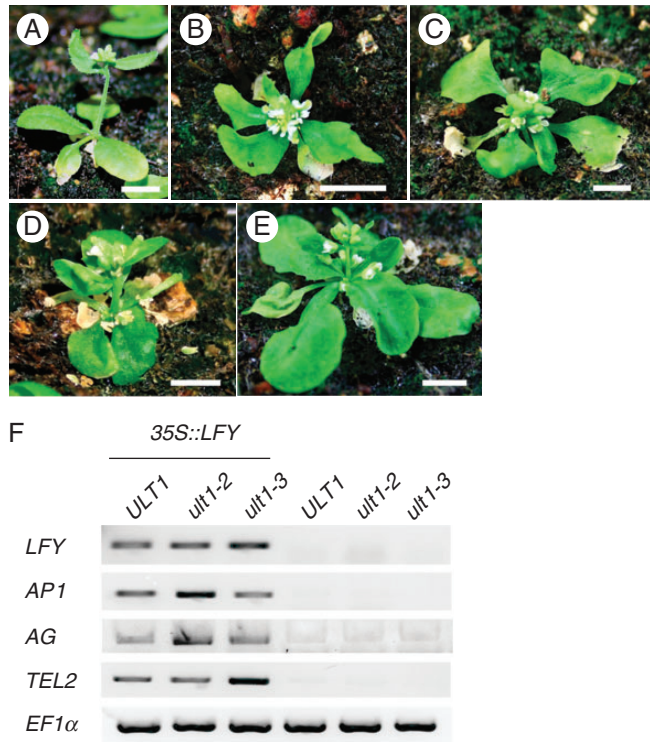 A
B
C
D
E
F
35S::LFY
ULT1 ult1-2 ult1-3 ULT1 ult1-2 ult1-3
LFY
AP1
AG
TEL2
EF1α